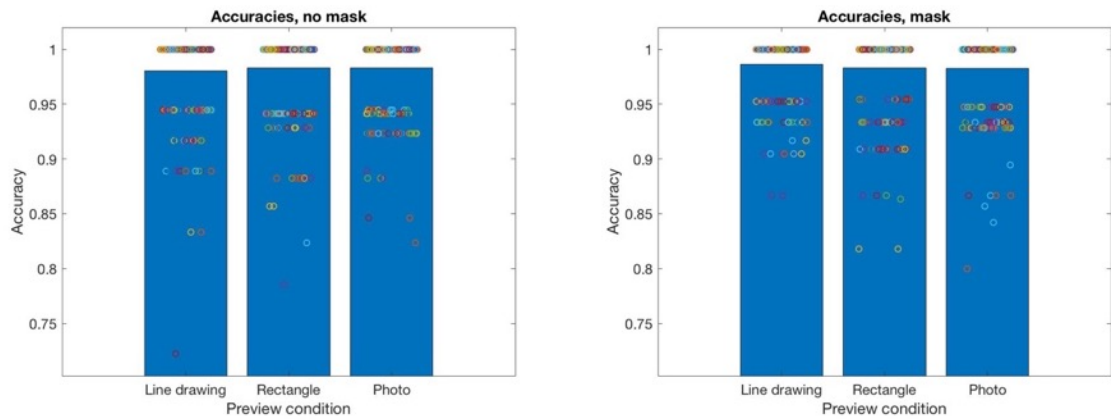 Accuracies, no mask
1
0.95
0.9
0.85
0.8
0.75
Accuracy
Line drawing Rectangle Photo
Preview condition
Accuracies, mask
1
0.95
0.9
0.85
0.8
0.75
Accuracy
Line drawing Rectangle Photo
Preview condition